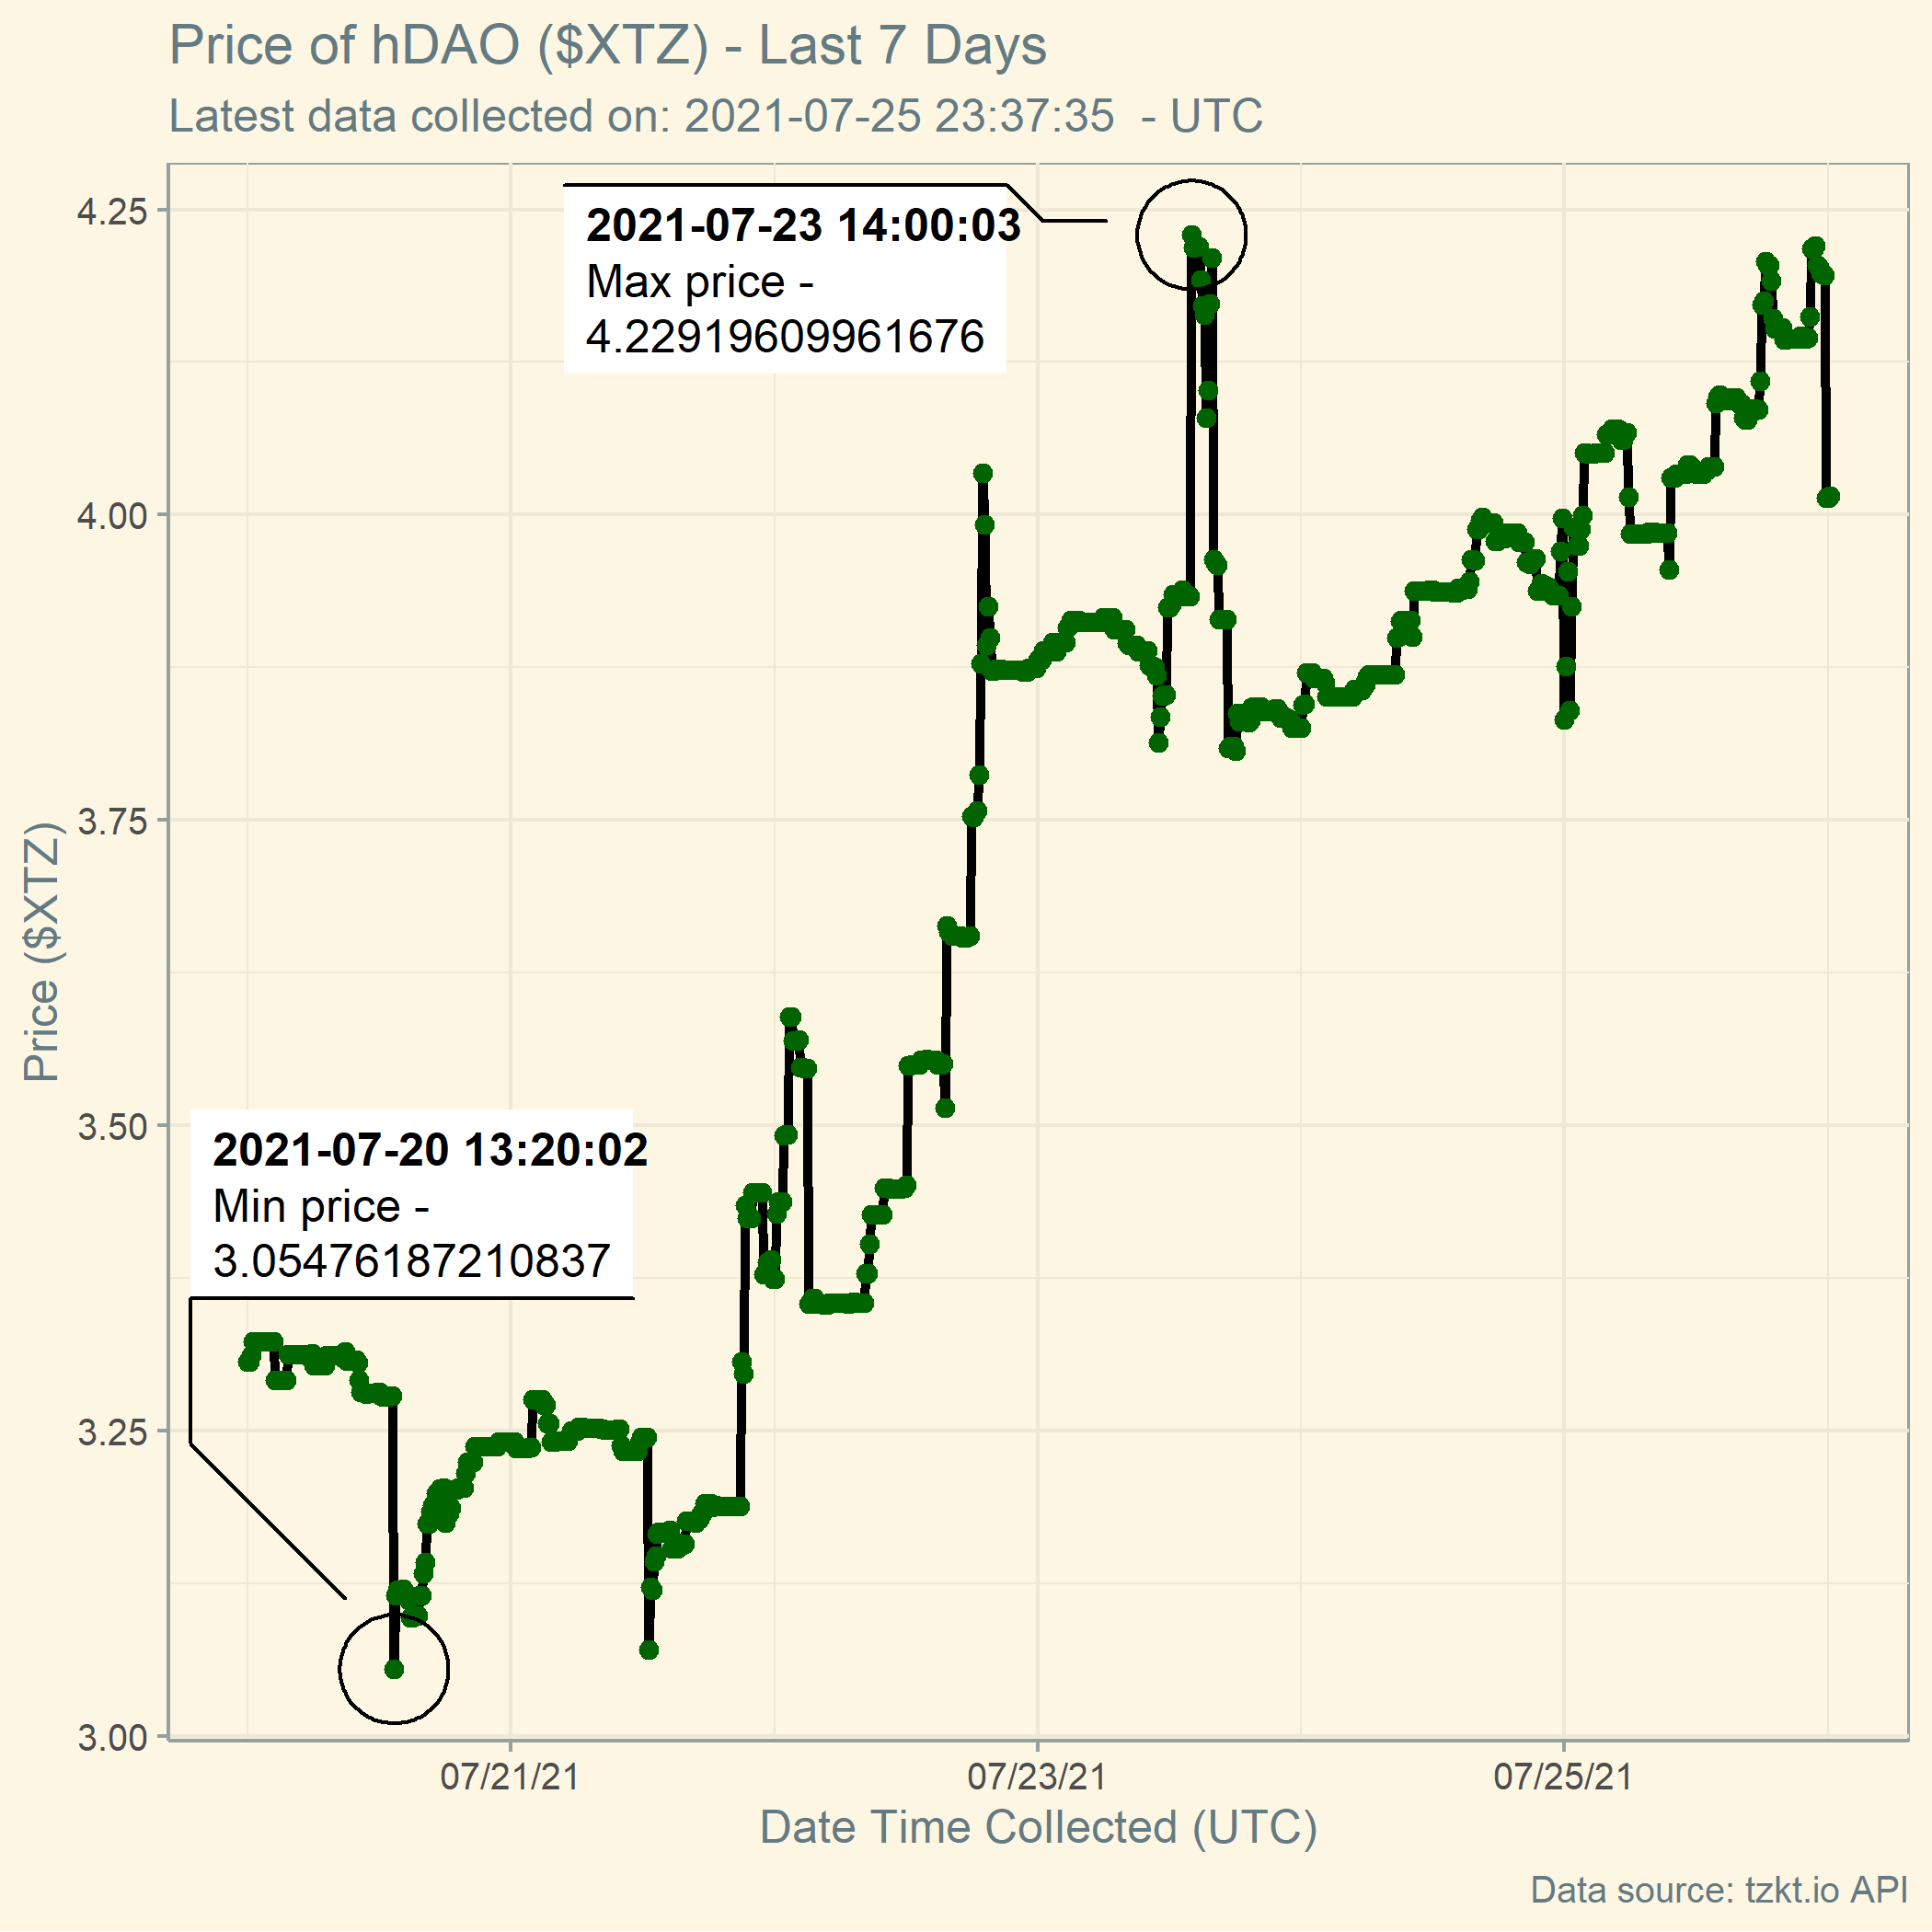 Price of hDAO ($XTZ) - Last 7 Days
Latest data collected on: 2021-07-25 23:37:35  - UTC
4.25
4.00
3.75
3.50
3.25
3.00
Price ($XTZ)
2021-07-23 14:00:03
Max price -
4.22919609961676
2021-07-20 13:20:02
Min price -
3.05476187210837
07/21/21
07/23/21
07/25/21
Date Time Collected (UTC)
Data source: tzkt.io API